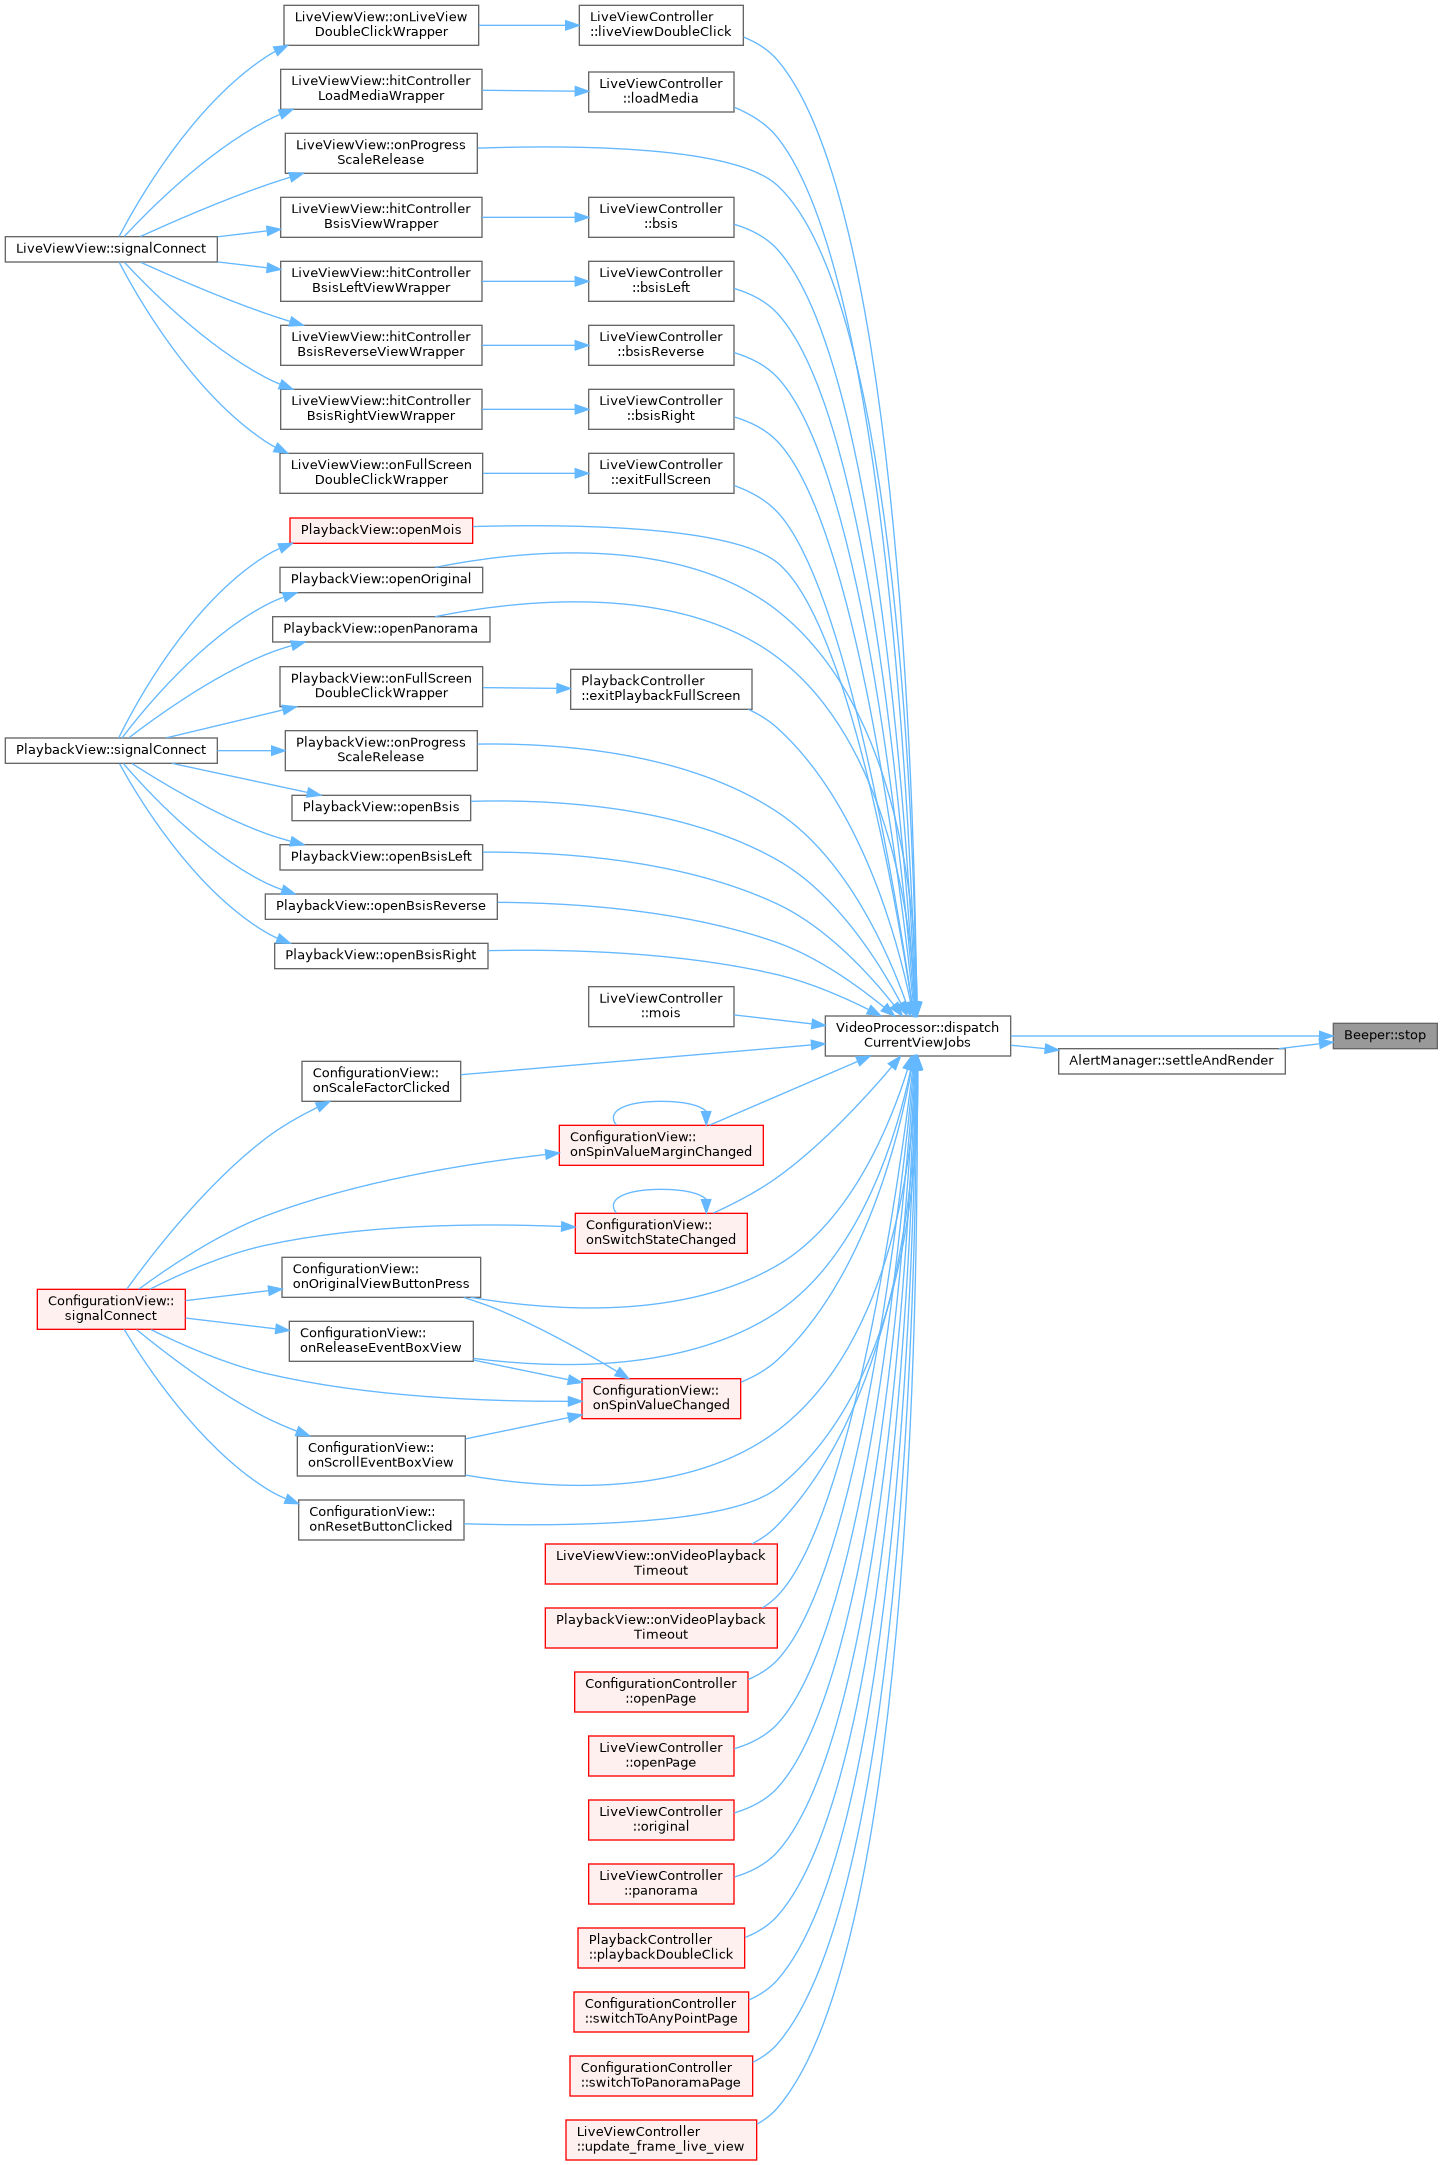 LiveViewView::onLiveView
DoubleClickWrapper
LiveViewController
::liveViewDoubleClick
LiveViewView::hitController
LoadMediaWrapper
LiveViewController
::loadMedia
LiveViewView::onProgress
ScaleRelease
LiveViewView::hitController
BsisViewWrapper
LiveViewController
::bsis
LiveViewView::signalConnect
LiveViewView::hitController
BsisLeftViewWrapper
LiveViewController
::bsisLeft
LiveViewView::hitController
BsisReverseViewWrapper
LiveViewController
::bsisReverse
LiveViewView::hitController
BsisRightViewWrapper
LiveViewController
::bsisRight
LiveViewView::onFullScreen
DoubleClickWrapper
LiveViewController
::exitFullScreen
PlaybackView::openMois
PlaybackView::openOriginal
PlaybackView::openPanorama
PlaybackView::onFullScreen
DoubleClickWrapper
PlaybackController
::exitPlaybackFullScreen
PlaybackView::signalConnect
PlaybackView::onProgress
ScaleRelease
PlaybackView::openBsis
PlaybackView::openBsisLeft
PlaybackView::openBsisReverse
PlaybackView::openBsisRight
LiveViewController
::mois
VideoProcessor::dispatch
CurrentViewJobs
Beeper::stop
AlertManager::settleAndRender
ConfigurationView::
onScaleFactorClicked
ConfigurationView::
onSpinValueMarginChanged
ConfigurationView::
onSwitchStateChanged
ConfigurationView::
onOriginalViewButtonPress
ConfigurationView::
signalConnect
ConfigurationView::
onReleaseEventBoxView
ConfigurationView::
onSpinValueChanged
ConfigurationView::
onScrollEventBoxView
ConfigurationView::
onResetButtonClicked
LiveViewView::onVideoPlayback
Timeout
PlaybackView::onVideoPlayback
Timeout
ConfigurationController
::openPage
LiveViewController
::openPage
LiveViewController
::original
LiveViewController
::panorama
PlaybackController
::playbackDoubleClick
ConfigurationController
::switchToAnyPointPage
ConfigurationController
::switchToPanoramaPage
LiveViewController
::update_frame_live_view